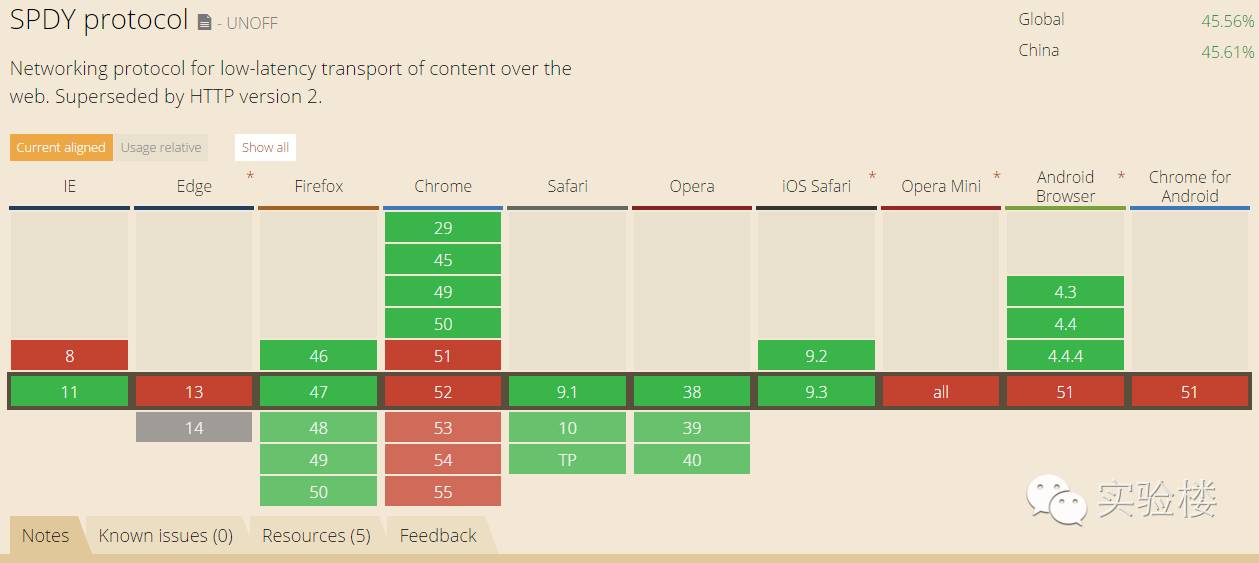 SPDY protocol - UNOFF
Global 45.56%
China 45.61%
Networking protocol for low-latency transport of content over the
web. Superseded by HTTP version 2.
Current aligned Usage relative Show all
IE Edge * Firefox Chrome Safari Opera iOS Safari * Opera Mini * Android Browser * Chrome for Android
29
45
49
50
4.3
4.4
8 46 51 9.2 4.4.4
11 13 47 52 9.1 38 9.3 all 51 51
14 48 53 10 39
49 54 TP 40
50 55
实验楼
Notes Known issues (0) Resources (5) Feedback